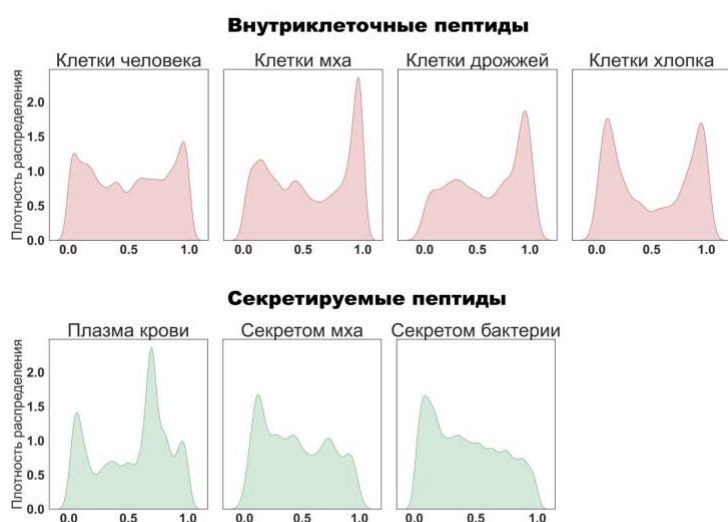 Внутриклеточные пептиды
Клетки человека Клетки мха Клетки дрожжей Клетки хлопка
Плотность распределения
2.0
1.5
1.0
0.5
0.0
0.0 0.5 1.0 0.0 0.5 1.0 0.0 0.5 1.0 0.0 0.5 1.0
Секретируемые пептиды
Плазма крови Секретом мха Секретом бактерии
Плотность распределения
2.0
1.5
1.0
0.5
0.0
0.0 0.5 1.0 0.0 0.5 1.0 0.0 0.5 1.0